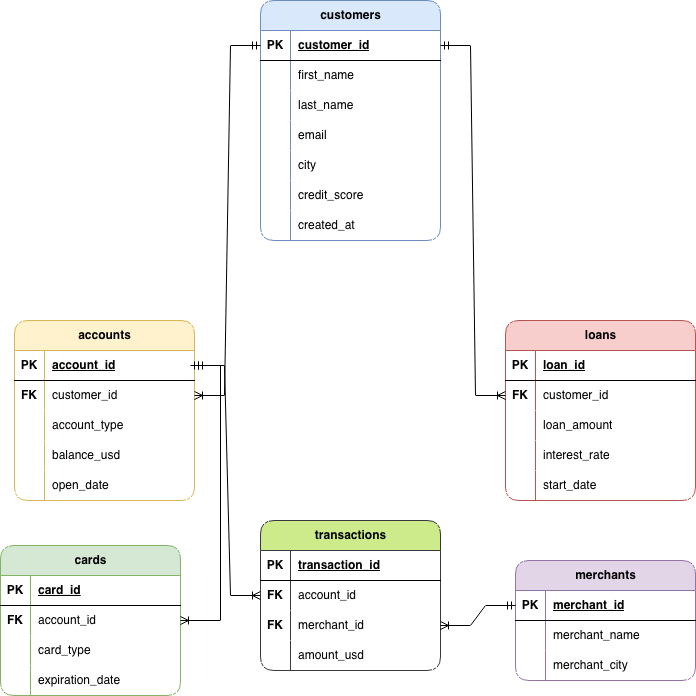 customers
PK customer_id
first_name
last_name
email
city
credit_score
created_at
accounts
PK account_id
FK customer_id
account_type
balance_usd
open_date
loans
PK loan_id
FK customer_id
loan_amount
interest_rate
start_date
cards
PK card_id
FK account_id
card_type
expiration_date
transactions
PK transaction_id
FK account_id
FK merchant_id
amount_usd
merchants
PK merchant_id
merchant_name
merchant_city